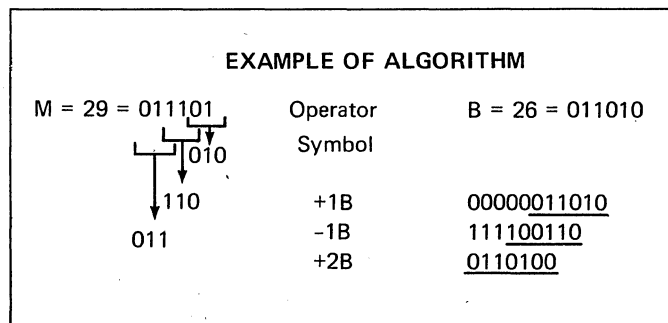 EXAMPLE OF ALGORITHM
M = 29 = 011101 Operator B = 26 = 011010
010 Symbol
110 +1B 00000011010
011 -1B 111100110
+2B 0110100